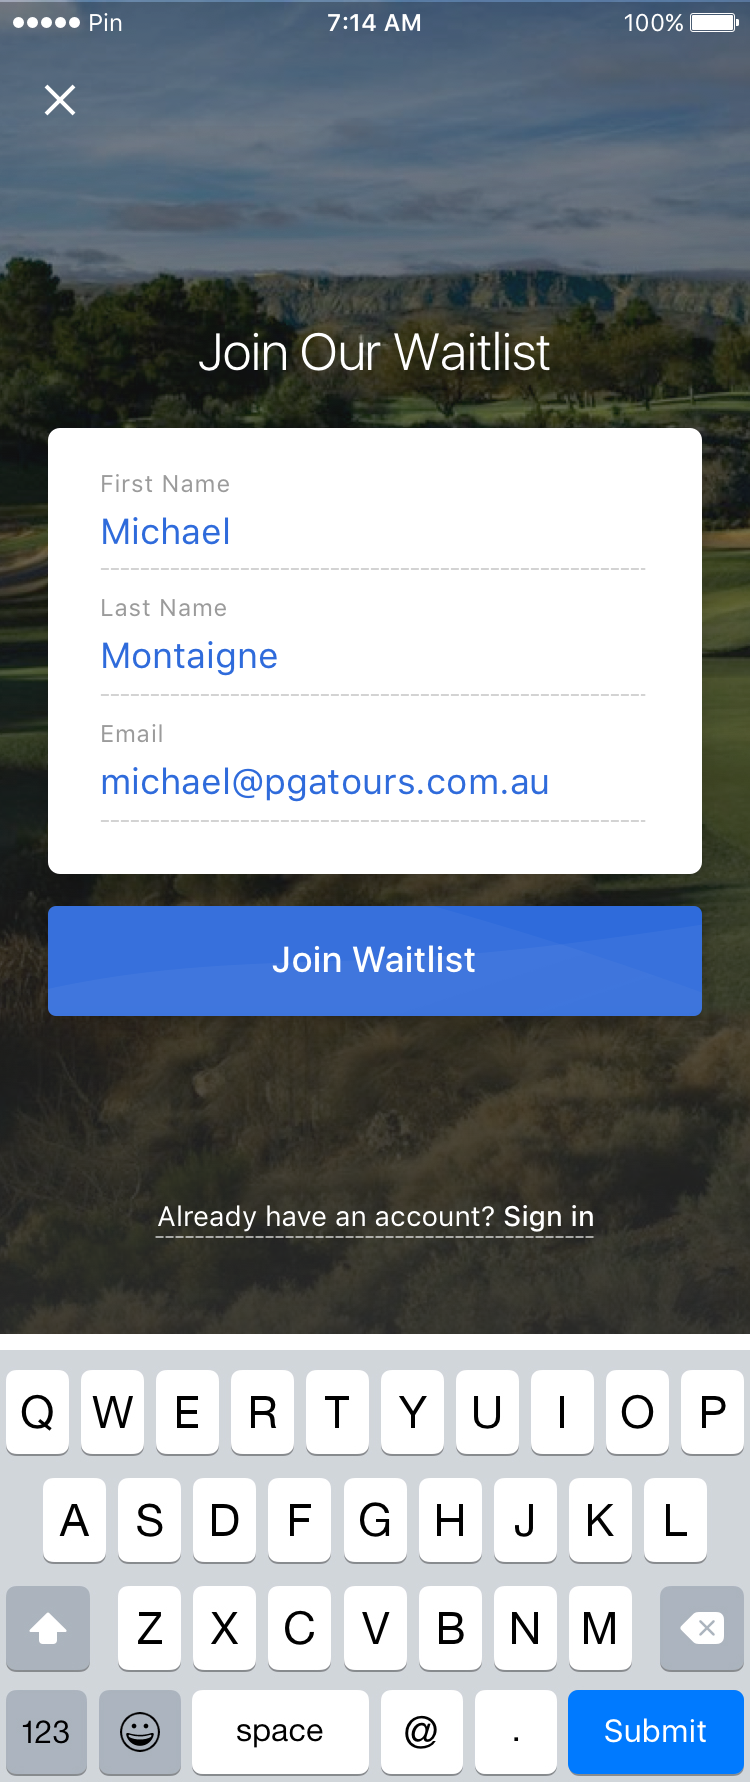 Pin 7:14 AM 100%
Join Our Waitlist
First Name
Michael
Last Name
Montaigne
Email
michael@pgatours.com.au
Join Waitlist
Already have an account? Sign in
Q W E R T Y U I O P
A S D F G H J K L
Z X C V B N M
123 space @ . Submit